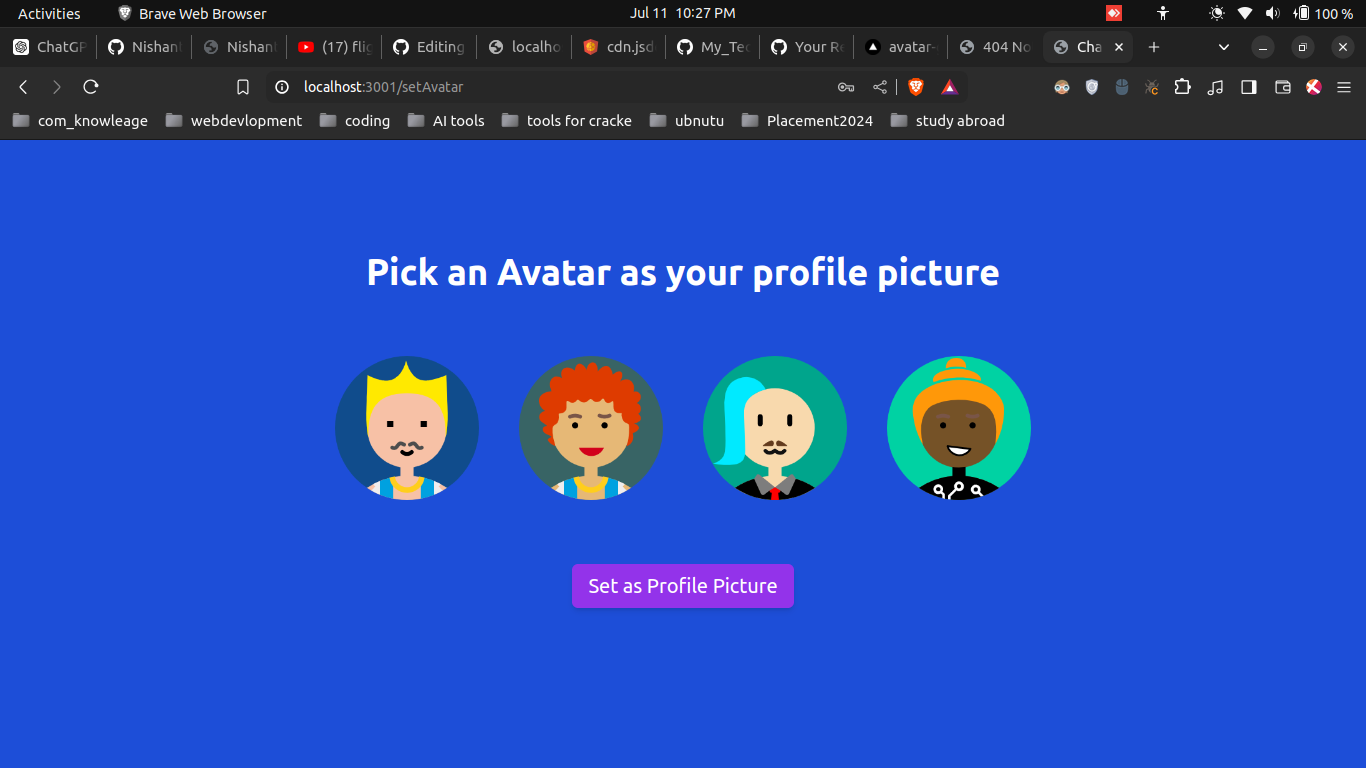 Activities Brave Web Browser Jul 11 10:27 PM 100 %
ChatGP Nishan (17) flig Editing localho cdn.jsd My_Tec Your Re avatar- 404 No Cha
localhost:3001/setAvatar
com_knowleage webdevlopment coding AI tools tools for cracke ubnutu Placement2024 study abroad
Pick an Avatar as your profile picture
Set as Profile Picture